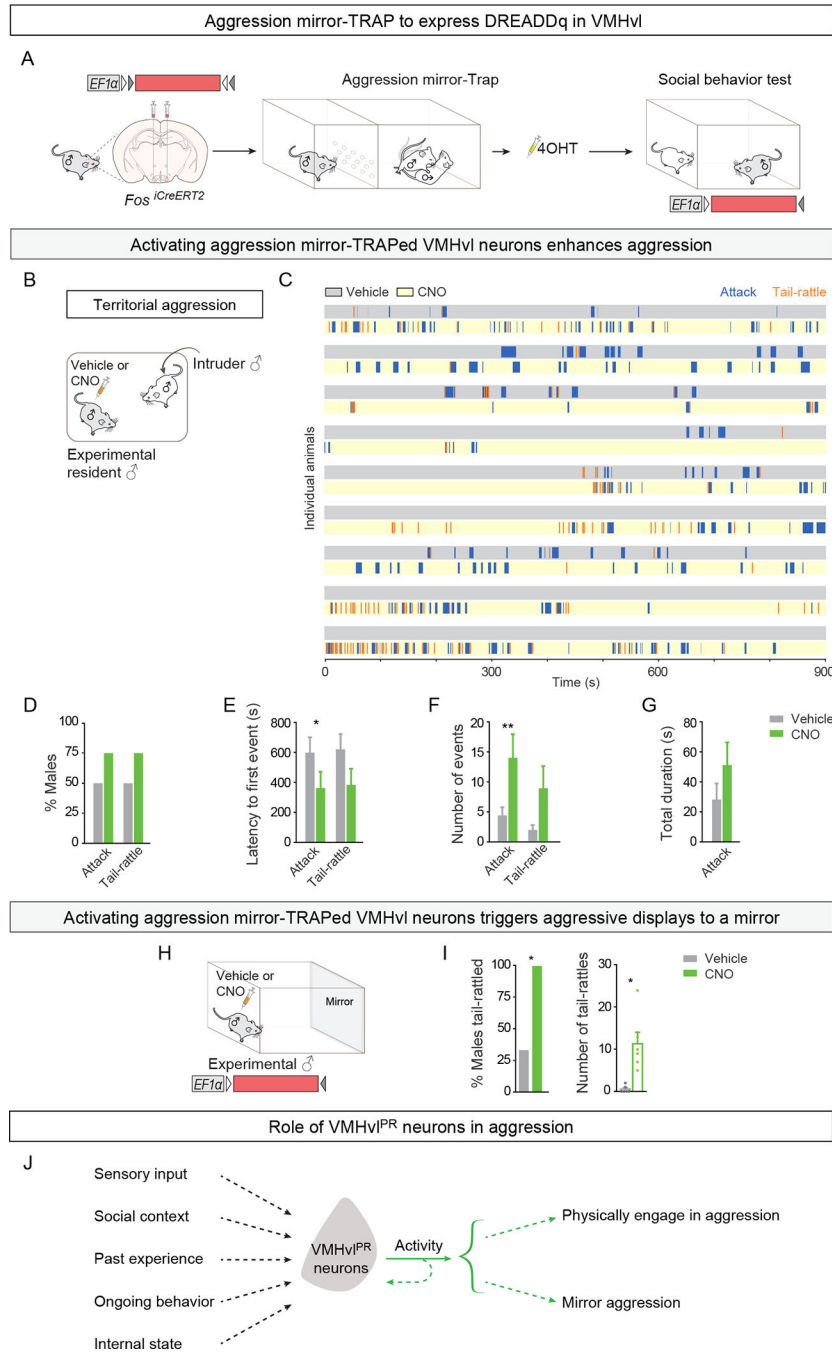 Aggression mirror-TRAP to express DREADDq in VMHvl
A
EF1α
Aggression mirror-Trap
Social behavior test
4OHT
Fos iCreERT2
EF1α
Activating aggression mirror-TRAPed VMHvl neurons enhances aggression
B
Territorial aggression
Vehicle or
CNO
Intruder ♂
Experimental
resident ♂
C
Vehicle
CNO
Attack
Tail-rattle
Individual animals
0
300
600
900
Time (s)
D
% Males
100
75
50
25
0
Attack
Tail-rattle
E
Latency to first event (s)
800
600
400
200
0
*
Attack
Tail-rattle
F
Number of events
20
15
10
5
0
**
Attack
Tail-rattle
G
Total duration (s)
80
60
40
20
0
Attack
Vehicle
CNO
Activating aggression mirror-TRAPed VMHvl neurons triggers aggressive displays to a mirror
H
Vehicle or
CNO
Mirror
Experimental ♂
EF1α
I
% Males tail-rattled
100
75
50
25
0
*
Number of tail-rattles
30
20
10
0
*
Vehicle
CNO
Role of VMHvlPR neurons in aggression
J
Sensory input
Social context
Past experience
Ongoing behavior
Internal state
VMHvlPR
neurons
Activity
Physically engage in aggression
Mirror aggression